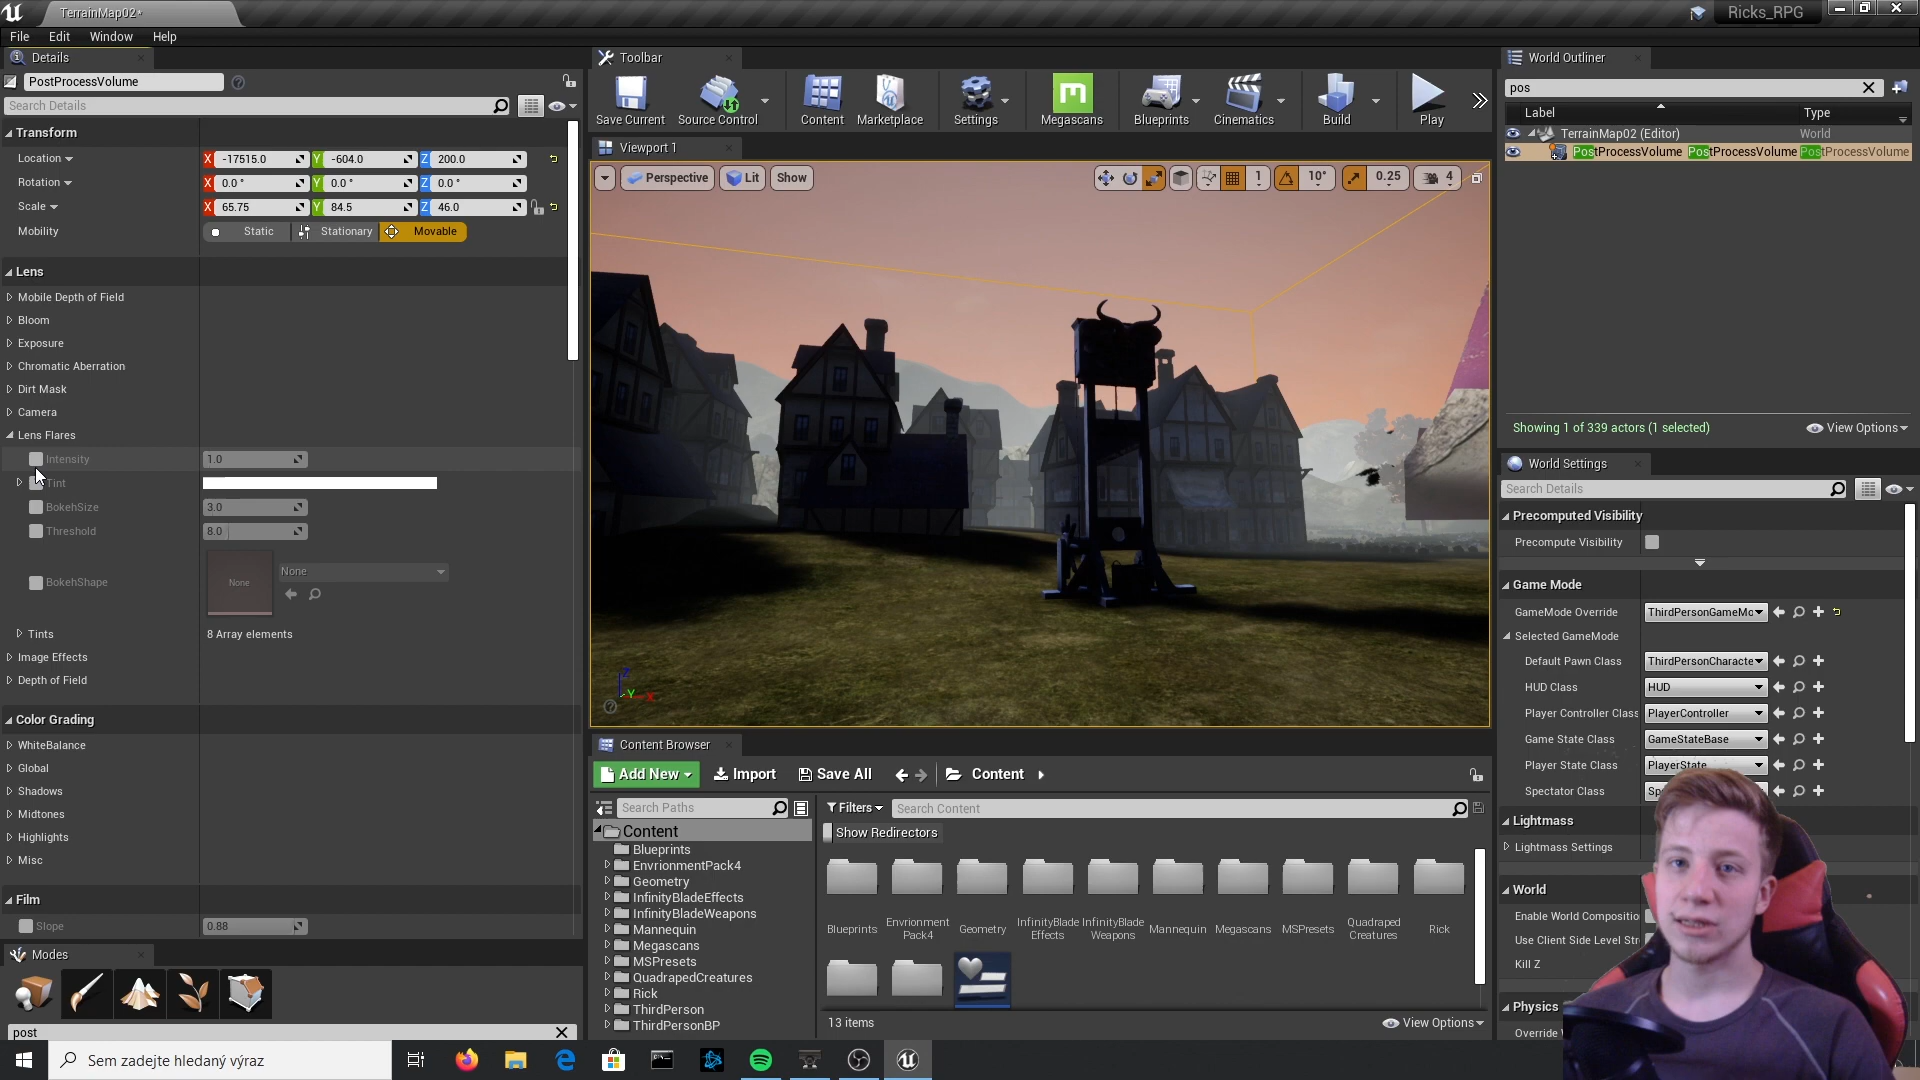 TerrainMap02*
Ricks_RPG
File Edit Window Help
Details
PostProcessVolume
Search Details
Transform
Location X -17515.0 Y -604.0 Z 200.0
Rotation X 0.0 ° Y 0.0 ° Z 0.0 °
Scale X 65.75 Y 84.5 Z 46.0
Mobility Static Stationary Movable
Lens
Mobile Depth of Field
Bloom
Exposure
Chromatic Aberration
Dirt Mask
Camera
Lens Flares
Intensity 1.0
Tint
BokehSize 3.0
Threshold 8.0
BokehShape None None
Tints 8 Array elements
Image Effects
Depth of Field
Color Grading
WhiteBalance
Global
Shadows
Midtones
Highlights
Misc
Film
Slope 0.88
Modes
post
Toolbar
Save Current Source Control Content Marketplace Settings Megascans Blueprints Cinematics Build Play
Viewport 1
Perspective Lit Show 1 10° 0.25 4
Z
Y X
Content Browser
Add New Import Save All Content
Search Paths
Filters Search Content
Show Redirectors
Content
Blueprints
EnvrionmentPack4
Geometry
InfinityBladeEffects
InfinityBladeWeapons
Mannequin
Megascans
MSPresets
QuadrapedCreatures
Rick
ThirdPerson
ThirdPersonBP
Blueprints Envrionment Pack4 Geometry InfinityBlade Effects InfinityBlade Weapons Mannequin Megascans MSPresets Quadraped Creatures Rick
13 items View Options
World Outliner
pos
Label Type
TerrainMap02 (Editor) World
PostProcessVolume PostProcessVolume PostProcessVolume
Showing 1 of 339 actors (1 selected) View Options
World Settings
Search Details
Precomputed Visibility
Precompute Visibility
Game Mode
GameMode Override ThirdPersonGameMo
Selected GameMode
Default Pawn Class ThirdPersonCharacte
HUD Class HUD
Player Controller Class PlayerController
Game State Class GameStateBase
Player State Class PlayerState
Spectator Class
Lightmass
Lightmass Settings
World
Enable World Compositio
Use Client Side Level Str
Kill Z
Physics
Override
Sem zadejte hledaný výraz